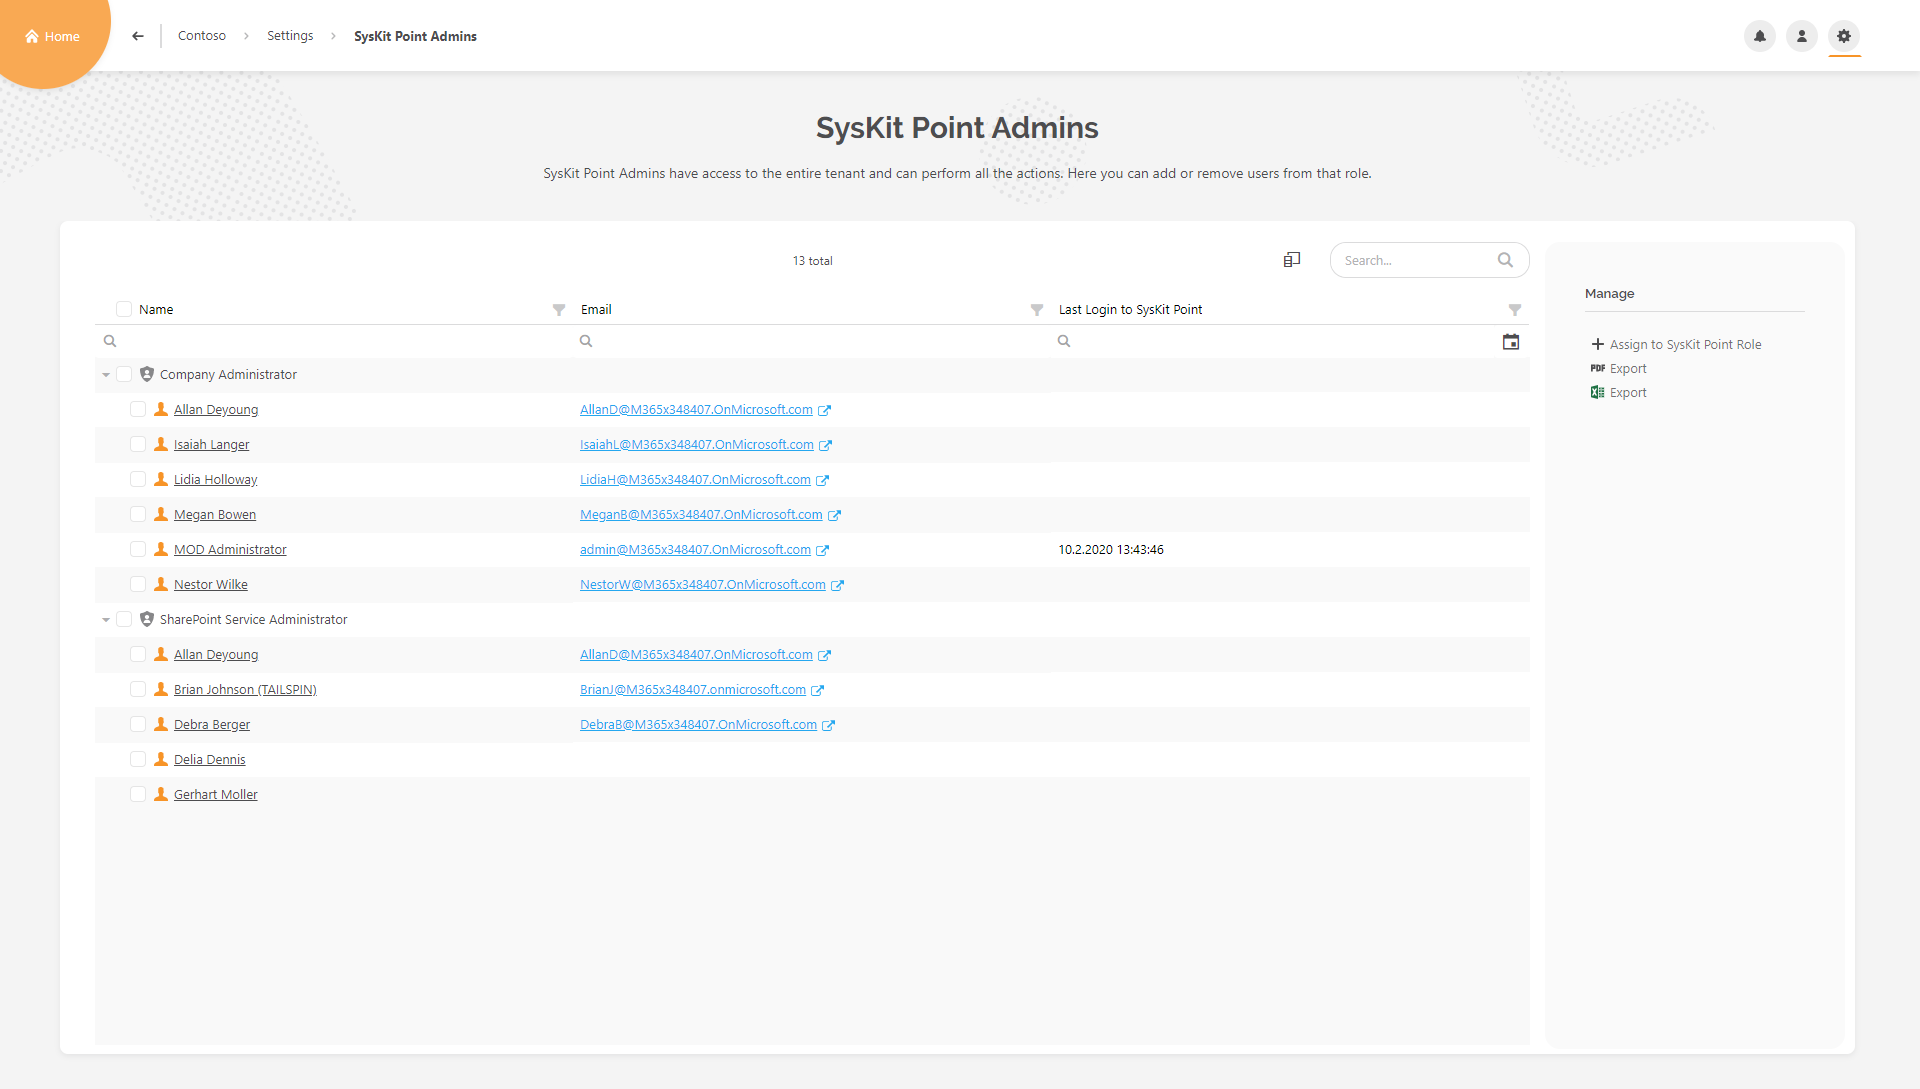 Home
Contoso
Settings
SysKit Point Admins
SysKit Point Admins
SysKit Point Admins have access to the entire tenant and can perform all the actions. Here you can add or remove users from that role.
13 total
Search...
Name
Email
Last Login to SysKit Point
Company Administrator
Allan Deyoung AllanD@M365x348407.OnMicrosoft.com
Isaiah Langer IsaiahL@M365x348407.OnMicrosoft.com
Lidia Holloway LidiaH@M365x348407.OnMicrosoft.com
Megan Bowen MeganB@M365x348407.OnMicrosoft.com
MOD Administrator admin@M365x348407.OnMicrosoft.com 10.2.2020 13:43:46
Nestor Wilke NestorW@M365x348407.OnMicrosoft.com
SharePoint Service Administrator
Allan Deyoung AllanD@M365x348407.OnMicrosoft.com
Brian Johnson (TAILSPIN) BrianJ@M365x348407.onmicrosoft.com
Debra Berger DebraB@M365x348407.OnMicrosoft.com
Delia Dennis
Gerhart Moller
Manage
Assign to SysKit Point Role
PDF Export
Export